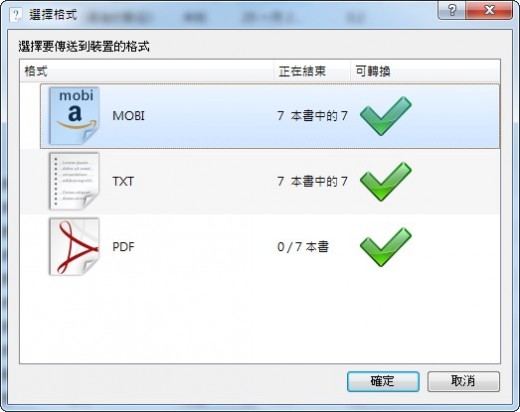 選擇格式
選擇要傳送到裝置的格式
格式 正在結束 可轉換
mobi
a
MOBI 7 本書中的 7
TXT 7 本書中的 7
PDF 0 / 7 本書
確定 取消